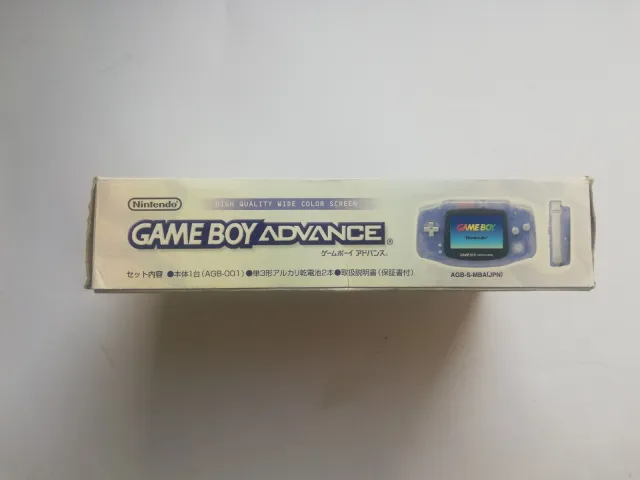 Nintendo
HIGH QUALITY WIDE COLOR SCREEN
GAME BOY ADVANCE®
ゲームボーイ アドバンス
セット内容 ●本体1台(AGB-001) ●単3形アルカリ乾電池2本 ●取扱説明書(保証書付)
GAME BOY
Nintendo
AGB-S-MBA(JPN)